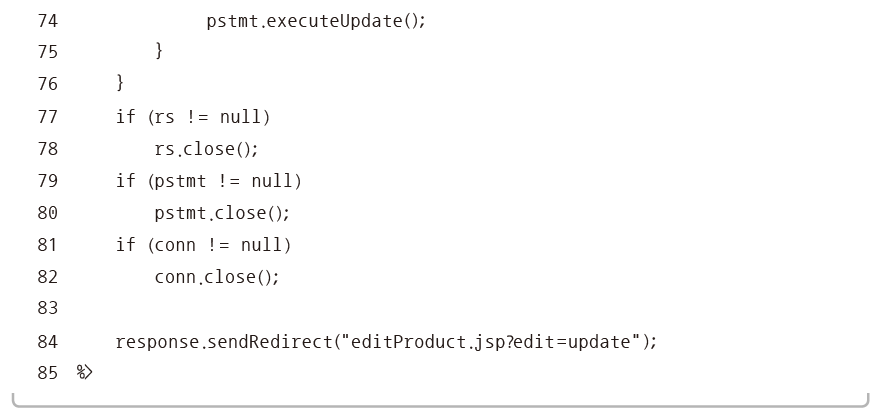 74              pstmt.executeUpdate();
75          }
76      }
77      if (rs != null)
78          rs.close();
79      if (pstmt != null)
80          pstmt.close();
81      if (conn != null)
82          conn.close();
83
84      response.sendRedirect("editProduct.jsp?edit=update");
85  %>